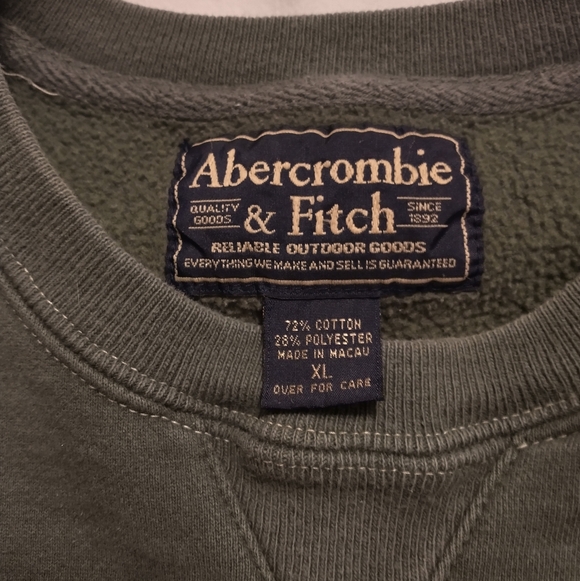 Abercrombie
QUALITY GOODS & Fitch SINCE 1892
RELIABLE OUTDOOR GOODS
EVERYTHING WE MAKE AND SELL IS GUARANTEED
72% COTTON
28% POLYESTER
MADE IN MACAU
XL
OVER FOR CARE